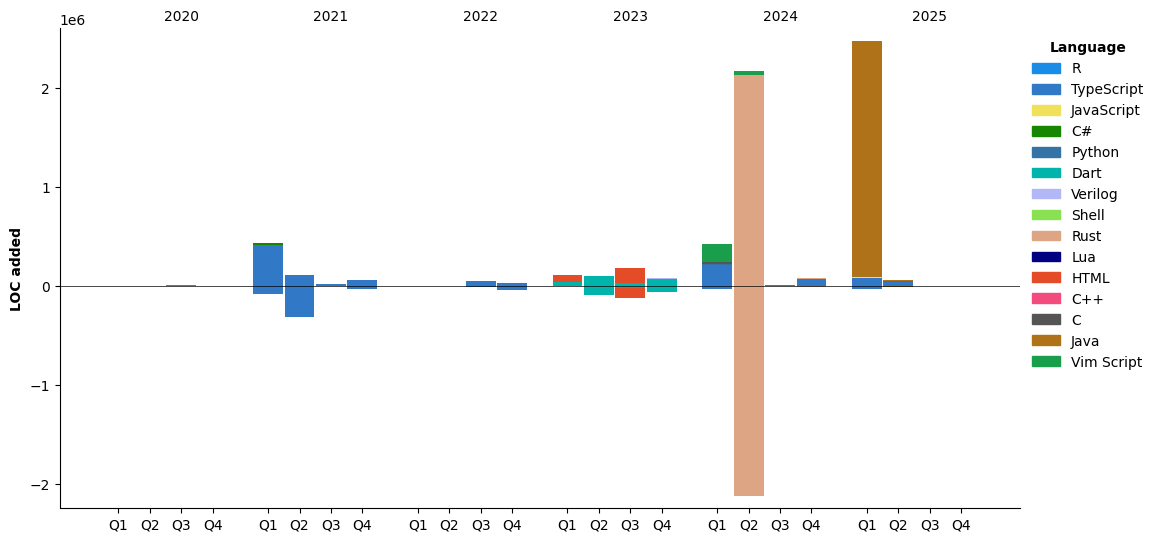 1e6
2020 2021 2022 2023 2024 2025
Language
R
TypeScript
JavaScript
C#
Python
Dart
Verilog
Shell
Rust
Lua
HTML
C++
C
Java
Vim Script
LOC added
2
1
0
−1
−2
Q1 Q2 Q3 Q4 Q1 Q2 Q3 Q4 Q1 Q2 Q3 Q4 Q1 Q2 Q3 Q4 Q1 Q2 Q3 Q4 Q1 Q2 Q3 Q4